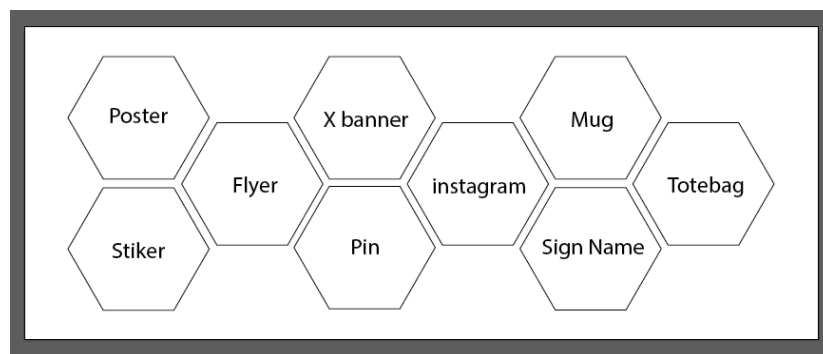 Poster
X banner
Mug
Flyer
instagram
Totebag
Stiker
Pin
Sign Name